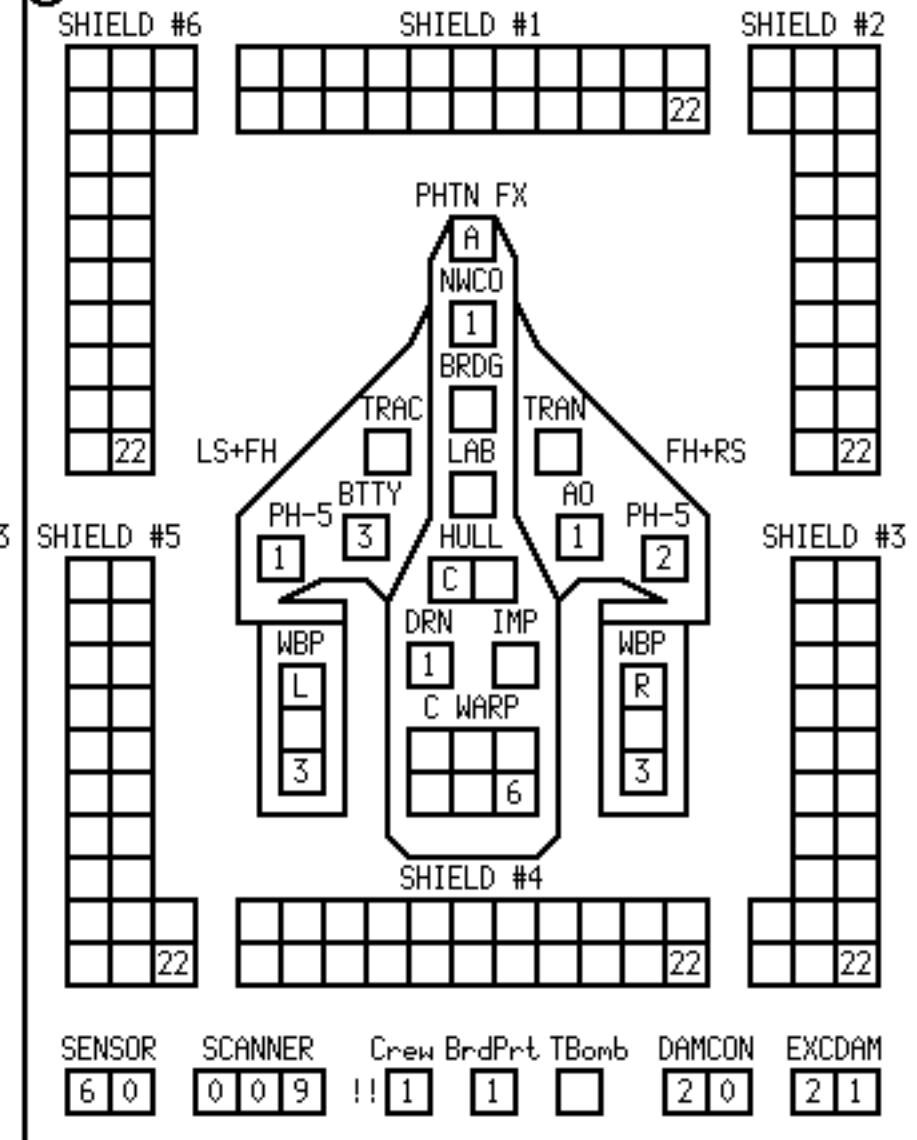 SHIELD #6 SHIELD #1 SHIELD #2
22
PHTN FX
A
NWCO
1
BRDG
TRAC TRAN
22 LS+FH LAB FH+RS 22
BTTY AO
PH-5 3 1 PH-5
3 SHIELD #5 HULL SHIELD #3
1 C 2
DRN IMP
WBP 1 WBP
L R
C WARP
3 6 3
SHIELD #4
22 22 22
SENSOR SCANNER Crew BrdPrt TBomb DAMCON EXCDAM
6 0 0 0 9 !! 1 1 2 0 2 1